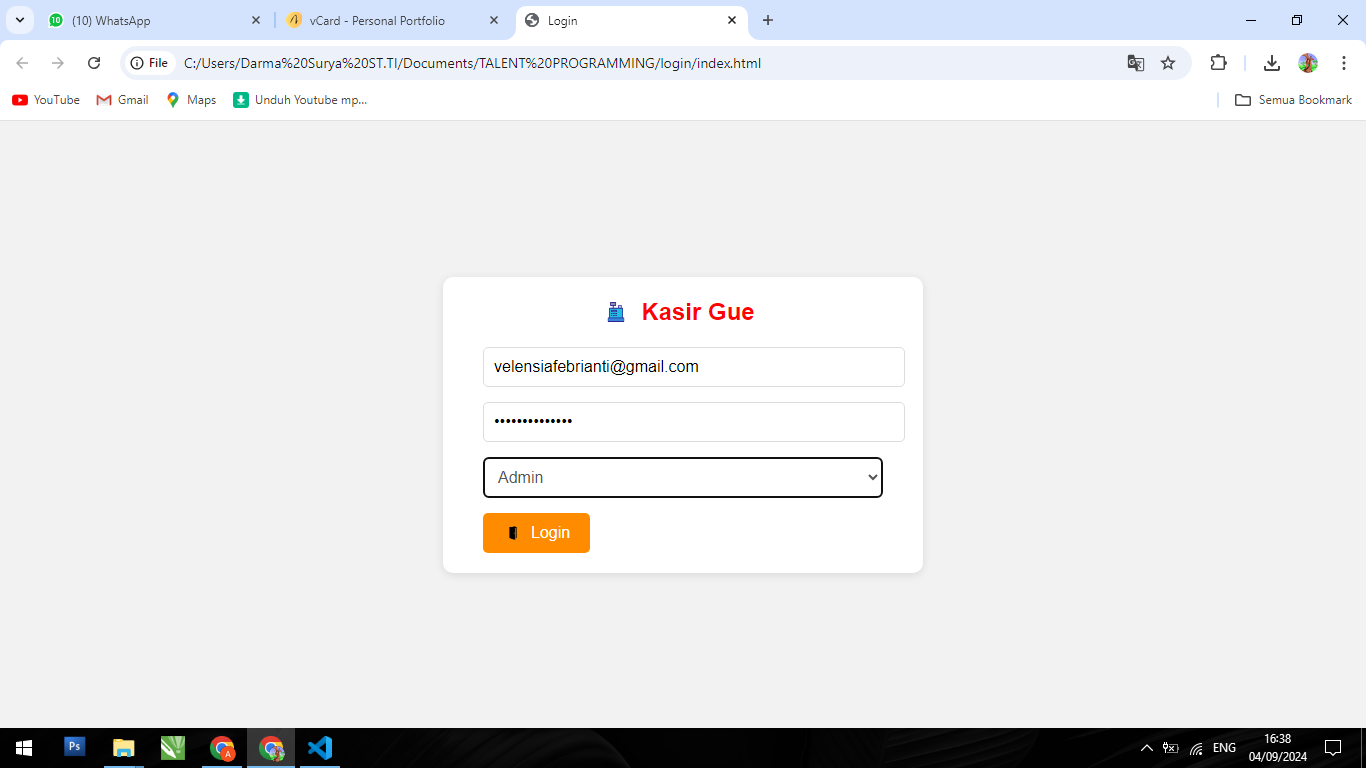 (10) WhatsApp
vCard - Personal Portfolio
Login
File
C:/Users/Darma%20Surya%20ST.TI/Documents/TALENT%20PROGRAMMING/login/index.html
YouTube
Gmail
Maps
Unduh Youtube mp...
Semua Bookmark
Kasir Gue
velensiafebrianti@gmail.com
••••••••••••••
Admin
Login
Ps
A
ENG
16:38
04/09/2024